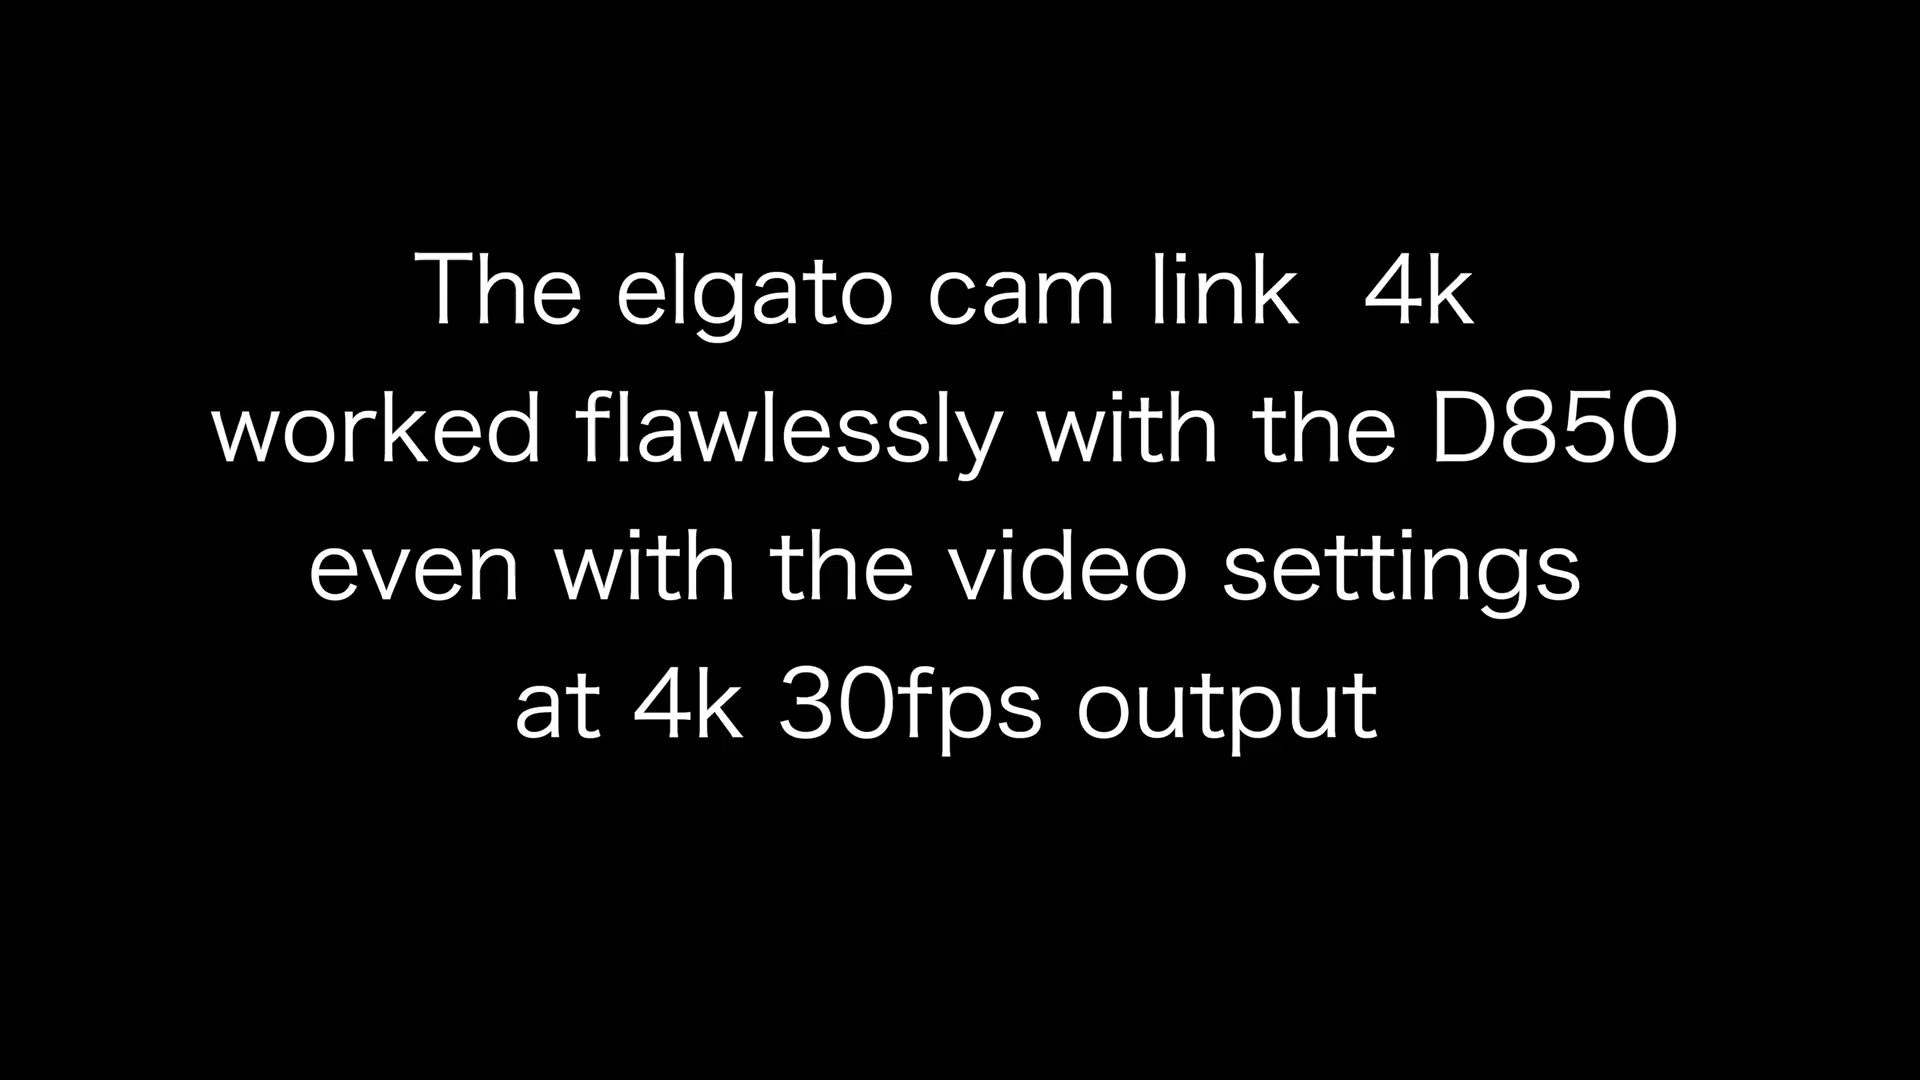 The elgato cam link  4k
worked flawlessly with the D850
even with the video settings
at 4k 30fps output